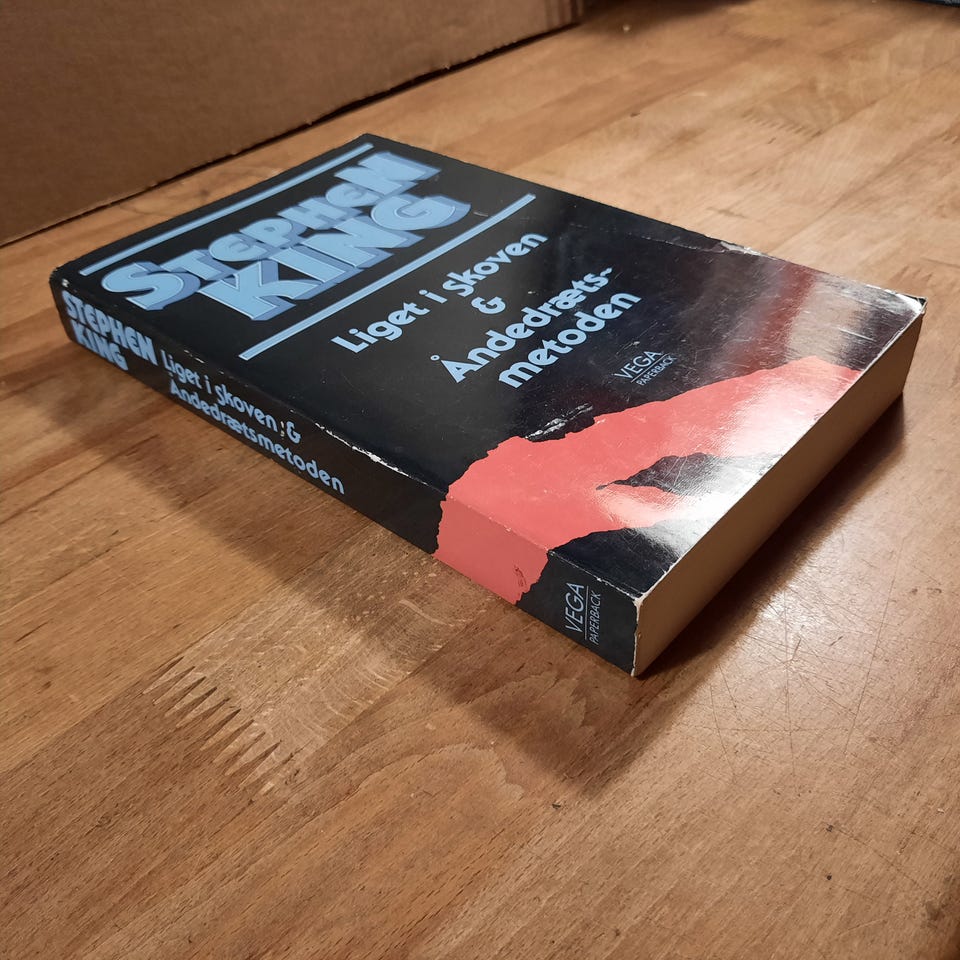 STEPHEN
KING
Liget i skoven
&
Åndedræts-
metoden
VEGA
PAPERBACK
STEPHEN
KING
Liget i skoven &
Åndedrætsmetoden
VEGA
PAPERBACK